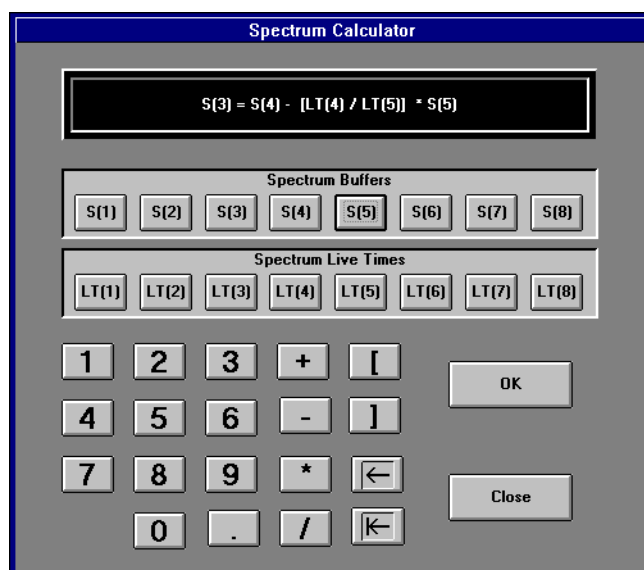 Spectrum Calculator
S(3) = S(4) - [LT(4) / LT(5)] * S(5)
Spectrum Buffers
S(1) S(2) S(3) S(4) S(5) S(6) S(7) S(8)
Spectrum Live Times
LT(1) LT(2) LT(3) LT(4) LT(5) LT(6) LT(7) LT(8)
1 2 3 + [
OK
4 5 6 - ]
7 8 9 * ←
Close
0 . / |←